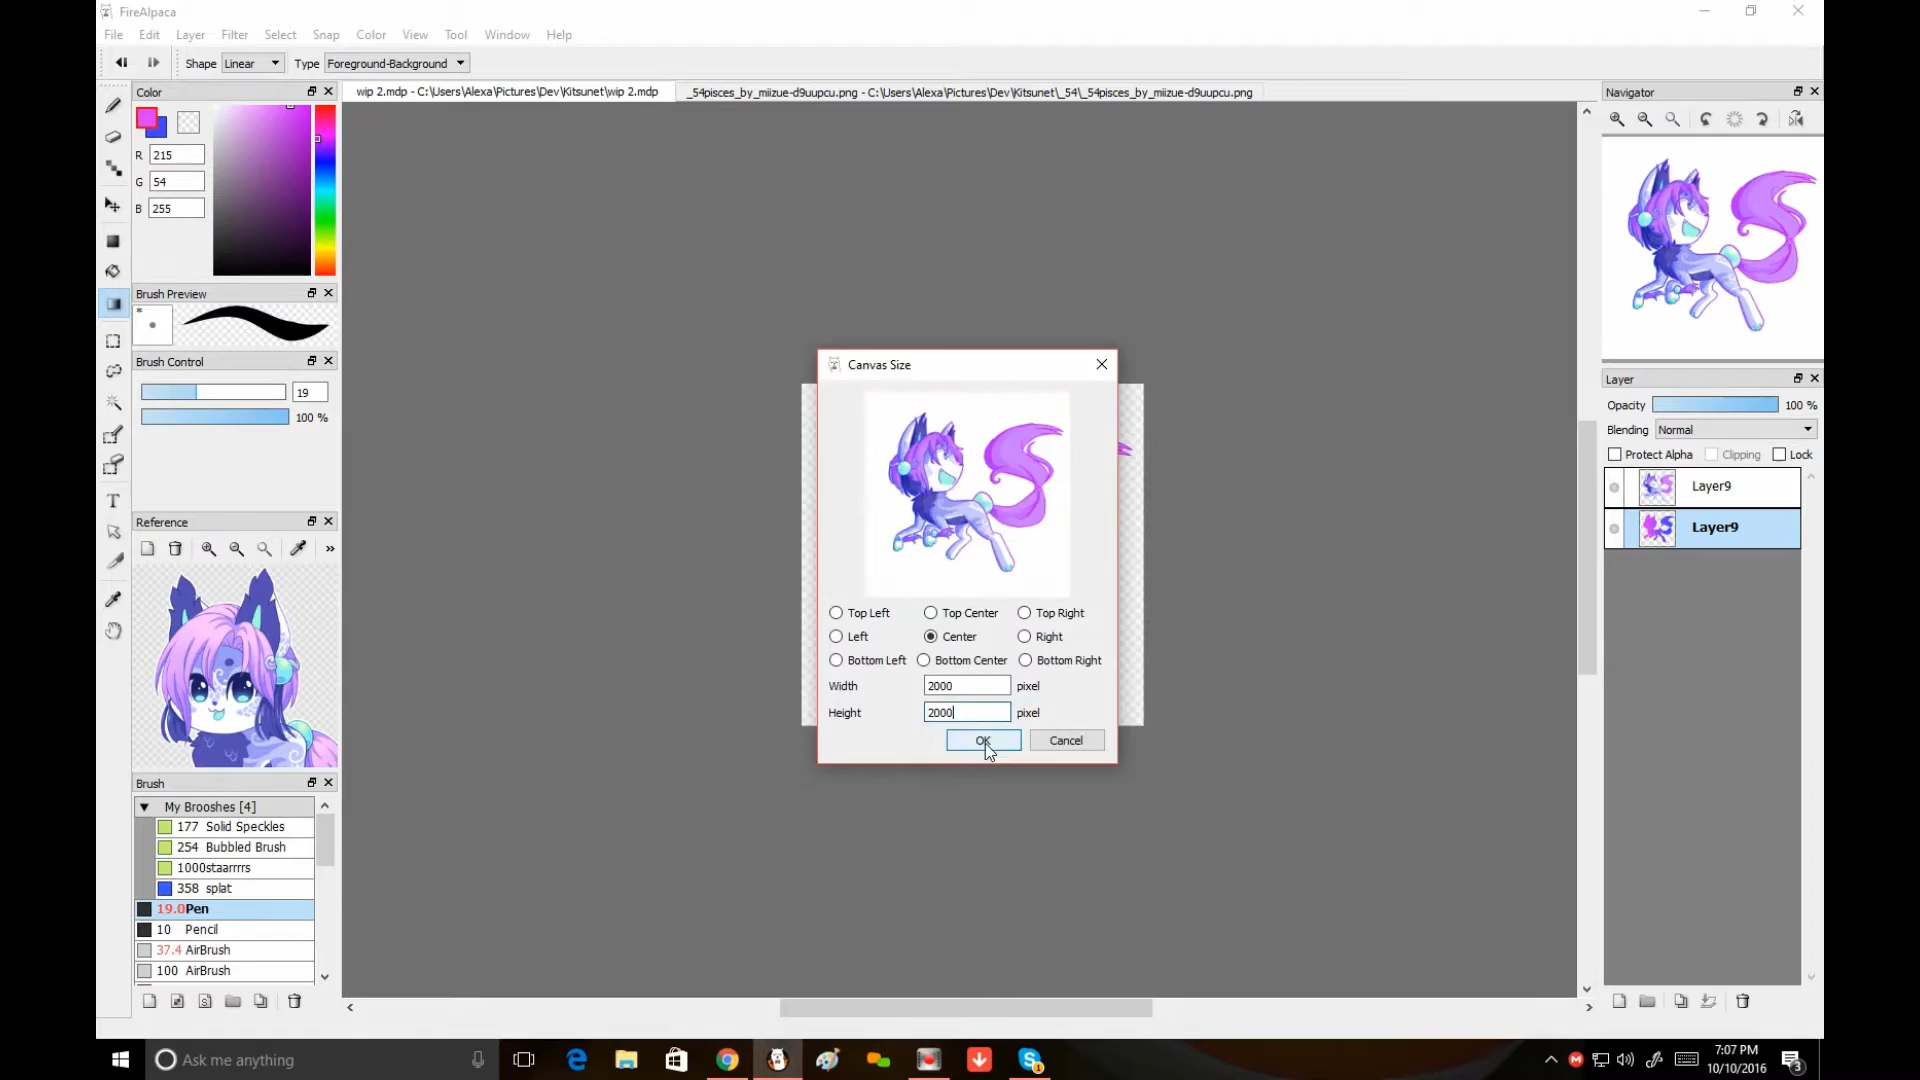 FireAlpaca
File Edit Layer Filter Select Snap Color View Tool Window Help
Shape Linear Type Foreground-Background
Color
wip 2.mdp - C:\Users\Alexa\Pictures\Dev\Kitsunet\wip 2.mdp
_54pisces_by_miizue-d9uupcu.png - C:\Users\Alexa\Pictures\Dev\Kitsunet\_54\_54pisces_by_miizue-d9uupcu.png
Navigator
R 215
G 54
B 255
Brush Preview
Brush Control
19
100 %
Reference
Brush
My Brooshes [4]
177 Solid Speckles
254 Bubbled Brush
1000staarrrrs
358 splat
19.0Pen
10 Pencil
37.4 AirBrush
100 AirBrush
Canvas Size
Top Left Top Center Top Right
Left Center Right
Bottom Left Bottom Center Bottom Right
Width 2000 pixel
Height 2000 pixel
OK Cancel
Layer
Opacity 100 %
Blending Normal
Protect Alpha Clipping Lock
Layer9
Layer9
Ask me anything
7:07 PM
10/10/2016
1
3